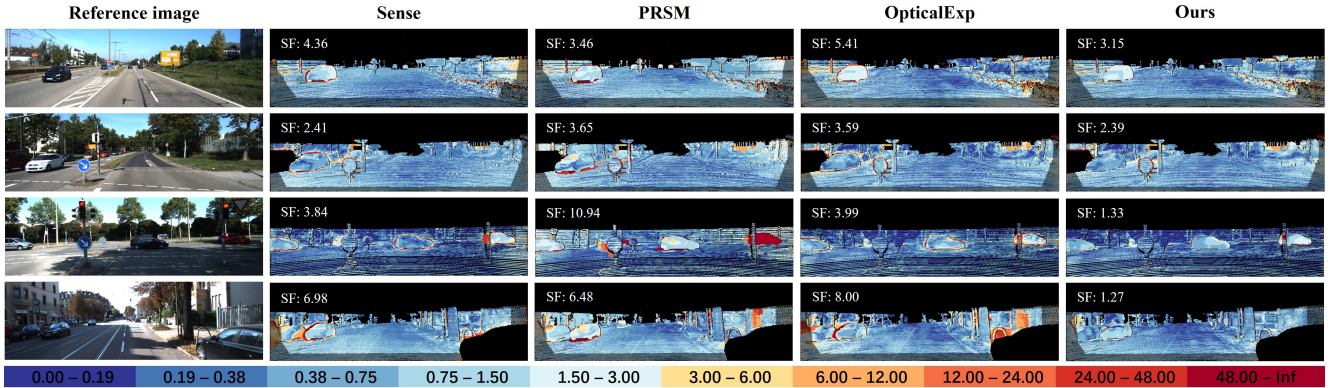 Reference image Sense PRSM OpticalExp Ours
SF: 4.36 SF: 3.46 SF: 5.41 SF: 3.15
SF: 2.41 SF: 3.65 SF: 3.59 SF: 2.39
SF: 3.84 SF: 10.94 SF: 3.99 SF: 1.33
SF: 6.98 SF: 6.48 SF: 8.00 SF: 1.27
0.00 – 0.19 0.19 – 0.38 0.38 – 0.75 0.75 – 1.50 1.50 – 3.00 3.00 – 6.00 6.00 – 12.00 12.00 – 24.00 24.00 – 48.00 48.00 – Inf